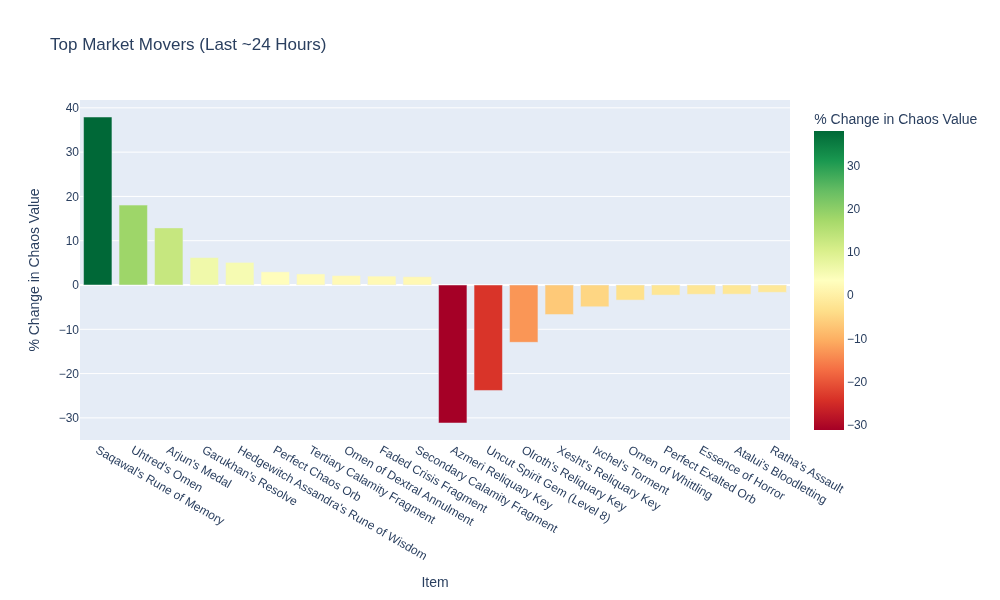 Top Market Movers (Last ~24 Hours)
% Change in Chaos Value
40
30
20
10
0
−10
−20
−30
% Change in Chaos Value
Saqawal's Rune of Memory
Uhtred's Omen
Arjun's Medal
Garukhan's Resolve
Hedgewitch Assandra's Rune of Wisdom
Perfect Chaos Orb
Tertiary Calamity Fragment
Omen of Dextral Annulment
Faded Crisis Fragment
Secondary Calamity Fragment
Azmeri Reliquary Key
Uncut Spirit Gem (Level 8)
Olroth's Reliquary Key
Xesht's Reliquary Key
Ixchel's Torment
Omen of Whittling
Perfect Exalted Orb
Essence of Horror
Atalui's Bloodletting
Ratha's Assault
Item
30
20
10
0
−10
−20
−30